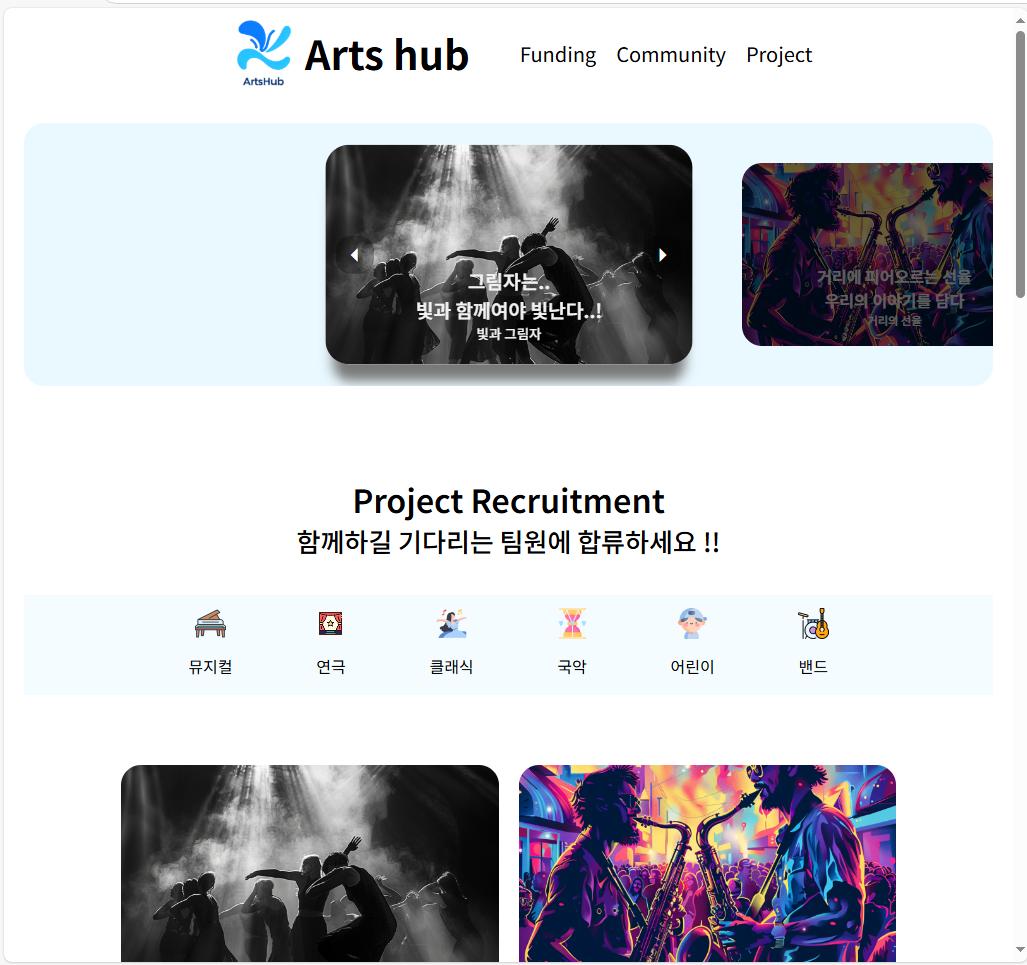 ArtsHub
Arts hub
Funding Community Project
그림자는..
빛과 함께여야 빛난다..!
빛과 그림자
거리에 피어오르는 선율
우리의 이야기를 담다
거리의 선율
Project Recruitment
함께하길 기다리는 팀원에 합류하세요 !!
뮤지컬 연극 클래식 국악 어린이 밴드